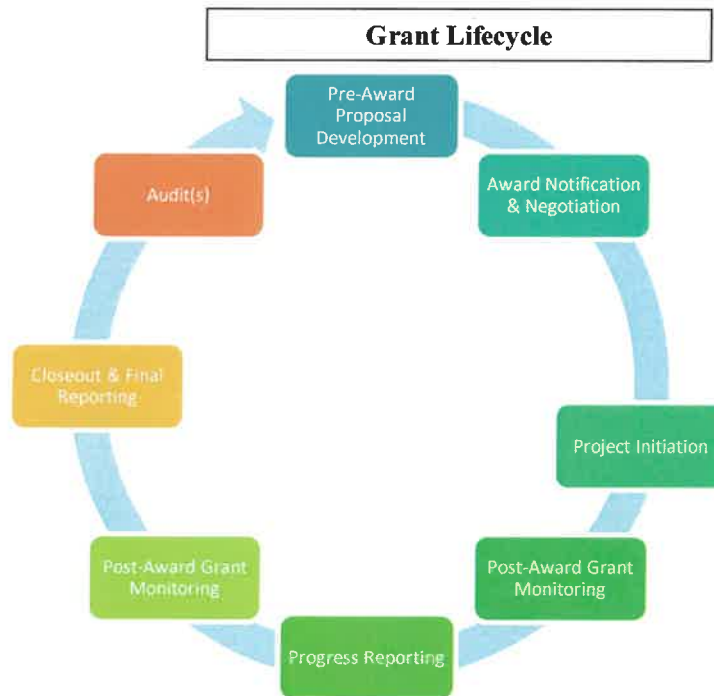 Grant Lifecycle
Pre-Award
Proposal
Development
Award Notification
& Negotiation
Project Initiation
Post-Award Grant
Monitoring
Progress Reporting
Post-Award Grant
Monitoring
Closeout & Final
Reporting
Audit(s)